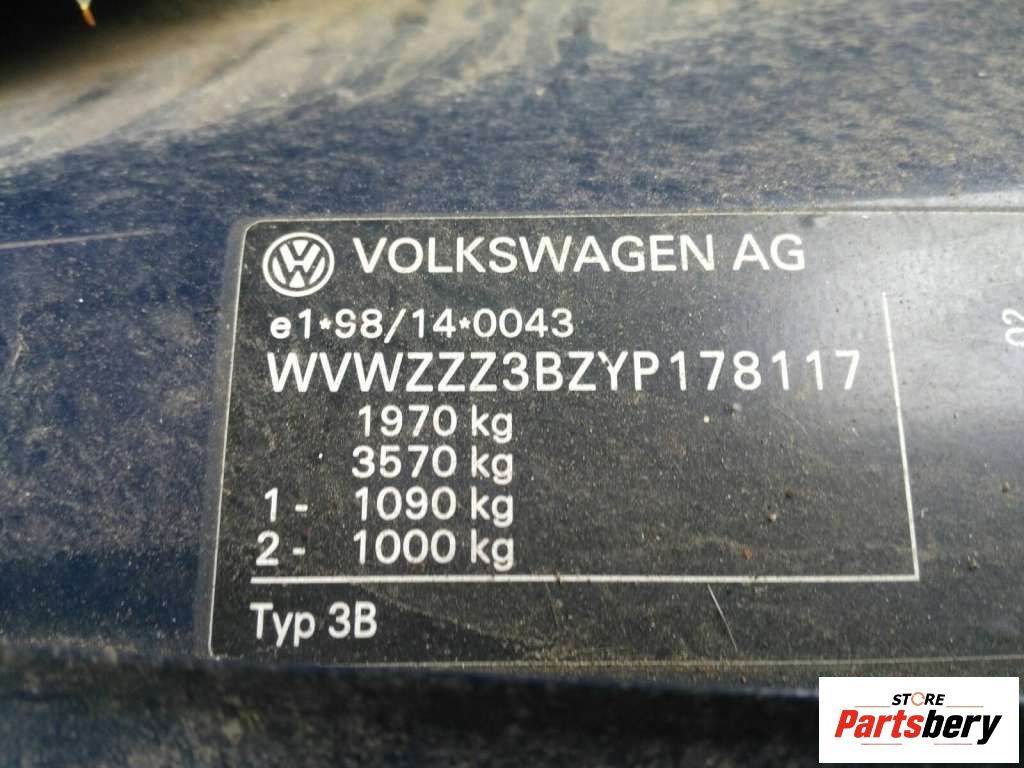 VOLKSWAGEN AG
e1*98/14*0043
WVWZZZ3BZYP178117
1970 kg
3570 kg
1- 1090 kg
2- 1000 kg
Typ 3B
02
STORE
Partsbery